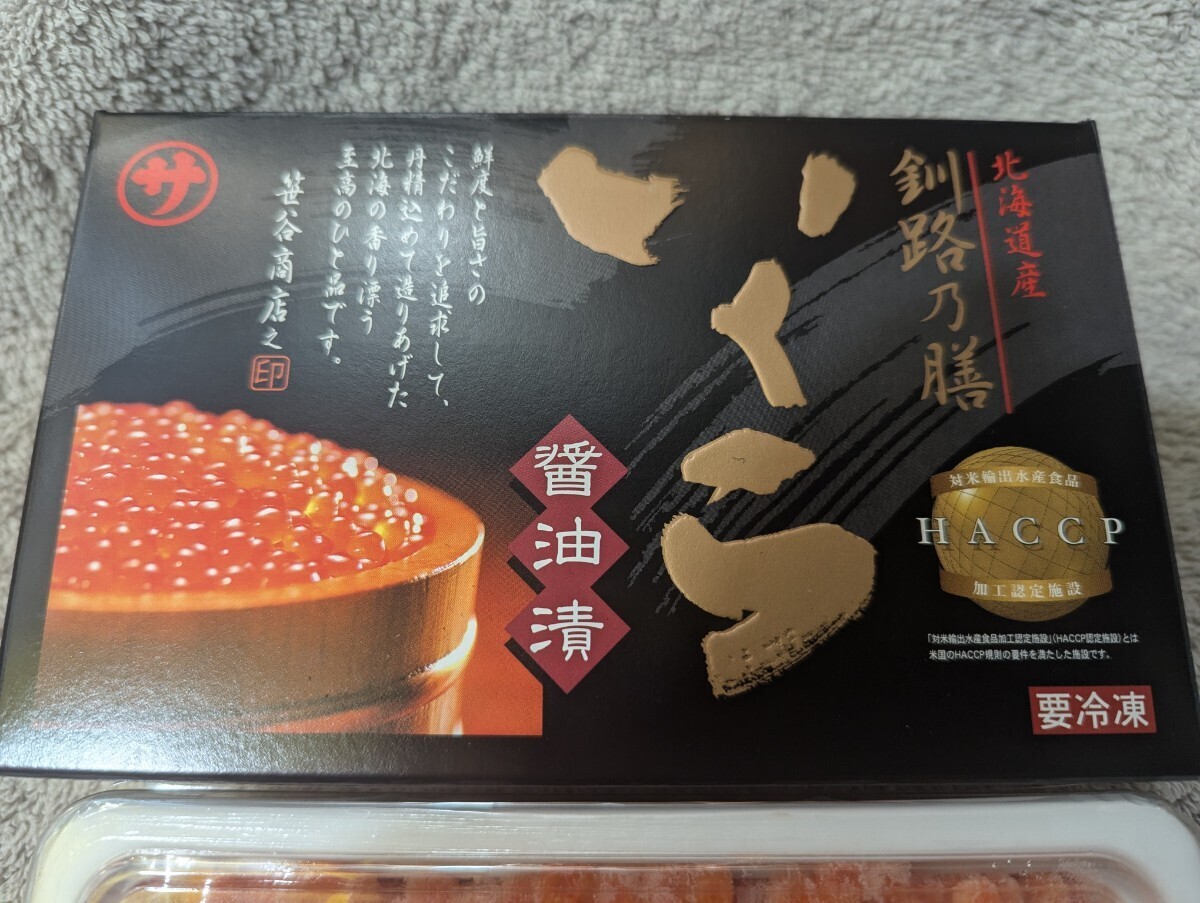 北海道産
釧路乃膳
いくら
醤油漬
鮮度と旨さの
こだわりを追求して、
丹精込めて造りあげた
北海の香り漂う
至高のひと品です。
笹谷商店之印
サ
対米輸出水産食品
HACCP
加工認定施設
「対米輸出水産食品加工認定施設」(HACCP認定施設)とは
米国のHACCP規則の要件を満たした施設です。
要冷凍